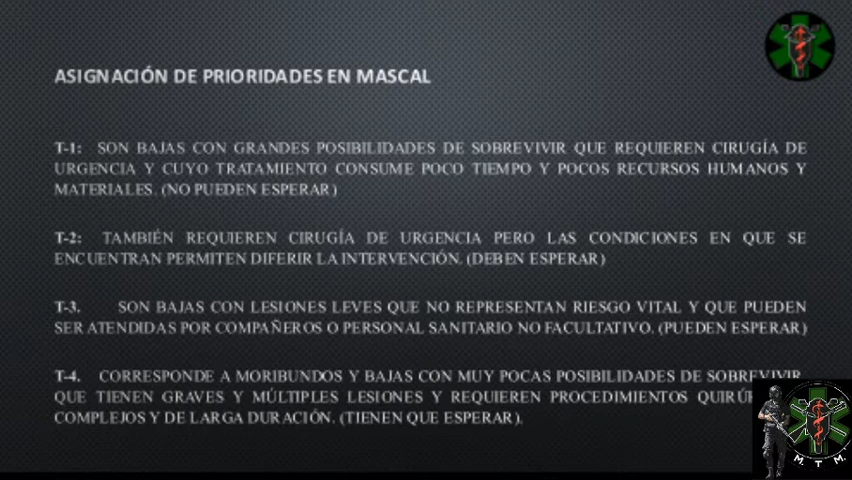 ASIGNACIÓN DE PRIORIDADES EN MASCAL
T-1: SON BAJAS CON GRANDES POSIBILIDADES DE SOBREVIVIR QUE REQUIEREN CIRUGÍA DE
URGENCIA Y CUYO TRATAMIENTO CONSUME POCO TIEMPO Y POCOS RECURSOS HUMANOS Y
MATERIALES. (NO PUEDEN ESPERAR)
T-2: TAMBIÉN REQUIEREN CIRUGÍA DE URGENCIA PERO LAS CONDICIONES EN QUE SE
ENCUENTRAN PERMITEN DIFERIR LA INTERVENCIÓN. (DEBEN ESPERAR)
T-3. SON BAJAS CON LESIONES LEVES QUE NO REPRESENTAN RIESGO VITAL Y QUE PUEDEN
SER ATENDIDAS POR COMPAÑEROS O PERSONAL SANITARIO NO FACULTATIVO. (PUEDEN ESPERAR)
T-4. CORRESPONDE A MORIBUNDOS Y BAJAS CON MUY POCAS POSIBILIDADES DE SOBREVIVIR,
QUE TIENEN GRAVES Y MÚLTIPLES LESIONES Y REQUIEREN PROCEDIMIENTOS
COMPLEJOS Y DE LARGA DURACIÓN. (TIENEN QUE ESPERAR).
M. T. M.